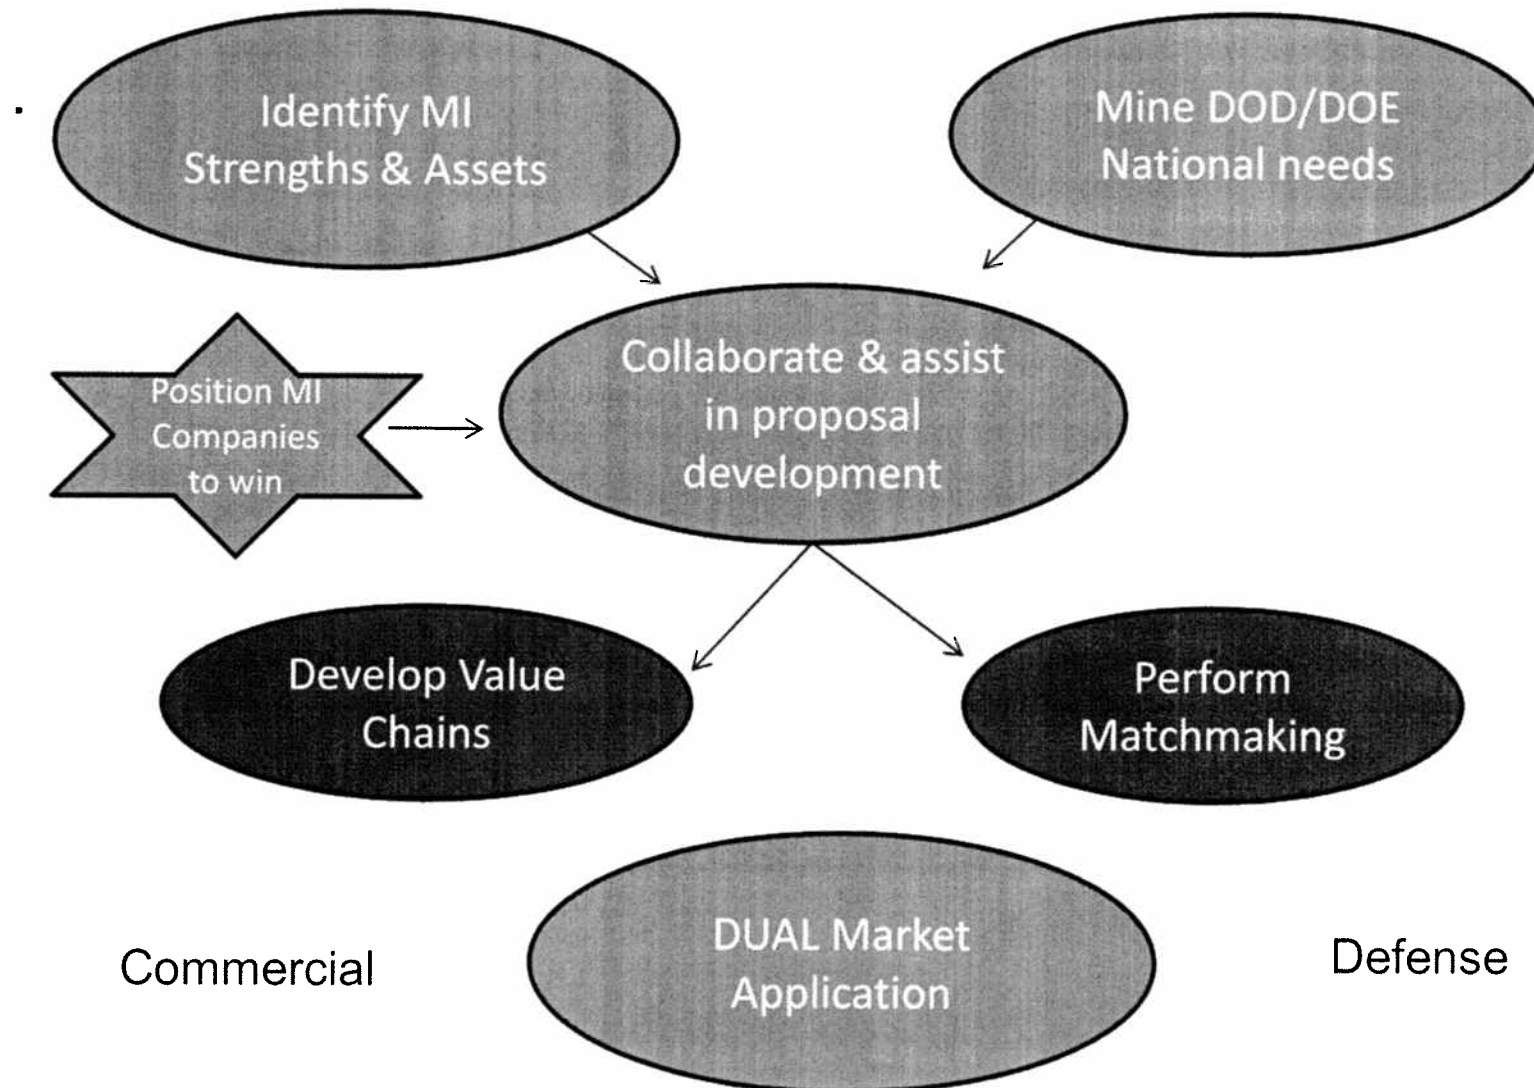 Identify MI
Strengths & Assets
Mine DOD/DOE
National needs
Position MI
Companies
to win
Collaborate & assist
in proposal
development
Develop Value
Chains
Perform
Matchmaking
Commercial
DUAL Market
Application
Defense